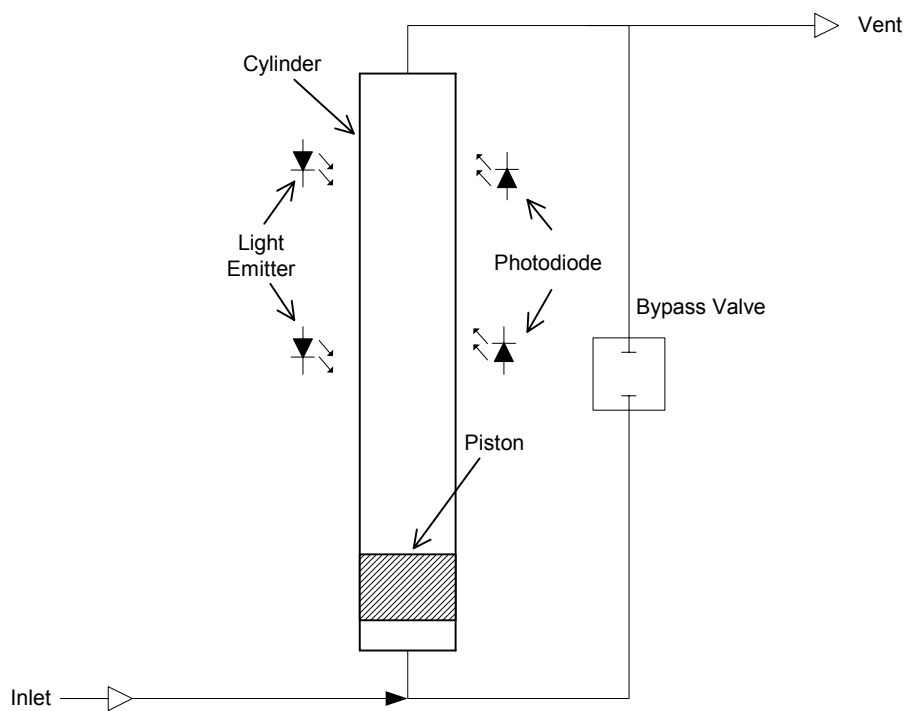 Vent
Cylinder
Light
Emitter
Photodiode
Bypass Valve
Piston
Inlet